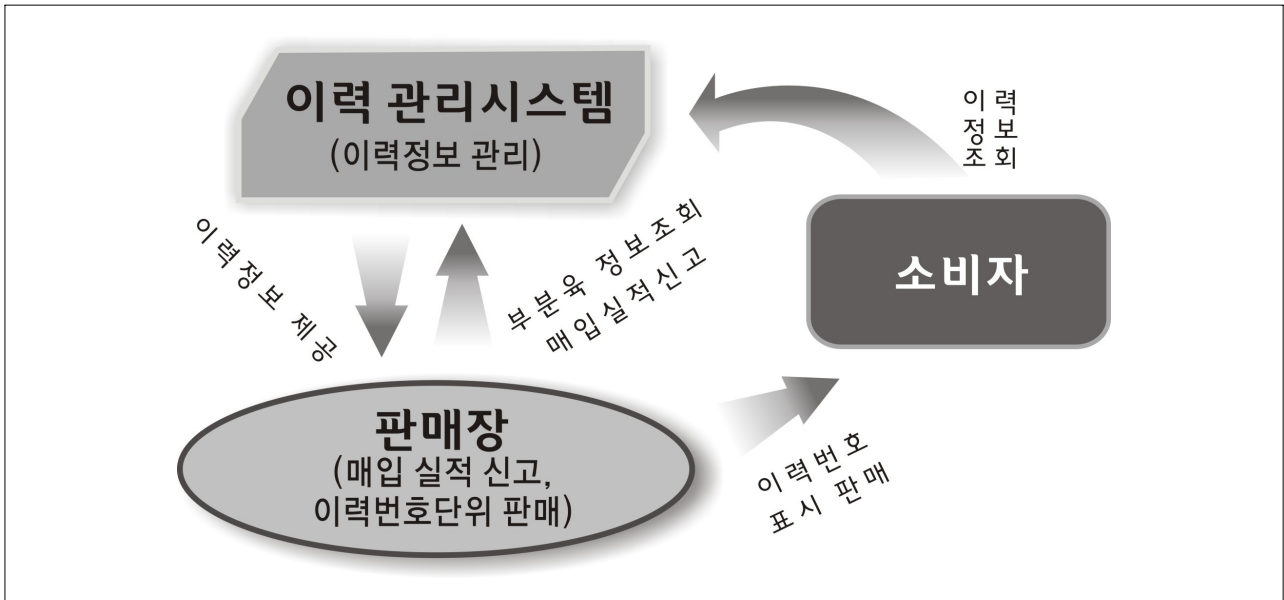 이력 관리시스템
(이력정보 관리)
이 력
정 보
조 회
이력정보 제공
부분육 정보조회
매입실적신고
소비자
판매장
(매입 실적 신고,
이력번호단위 판매)
이력번호
표시 판매